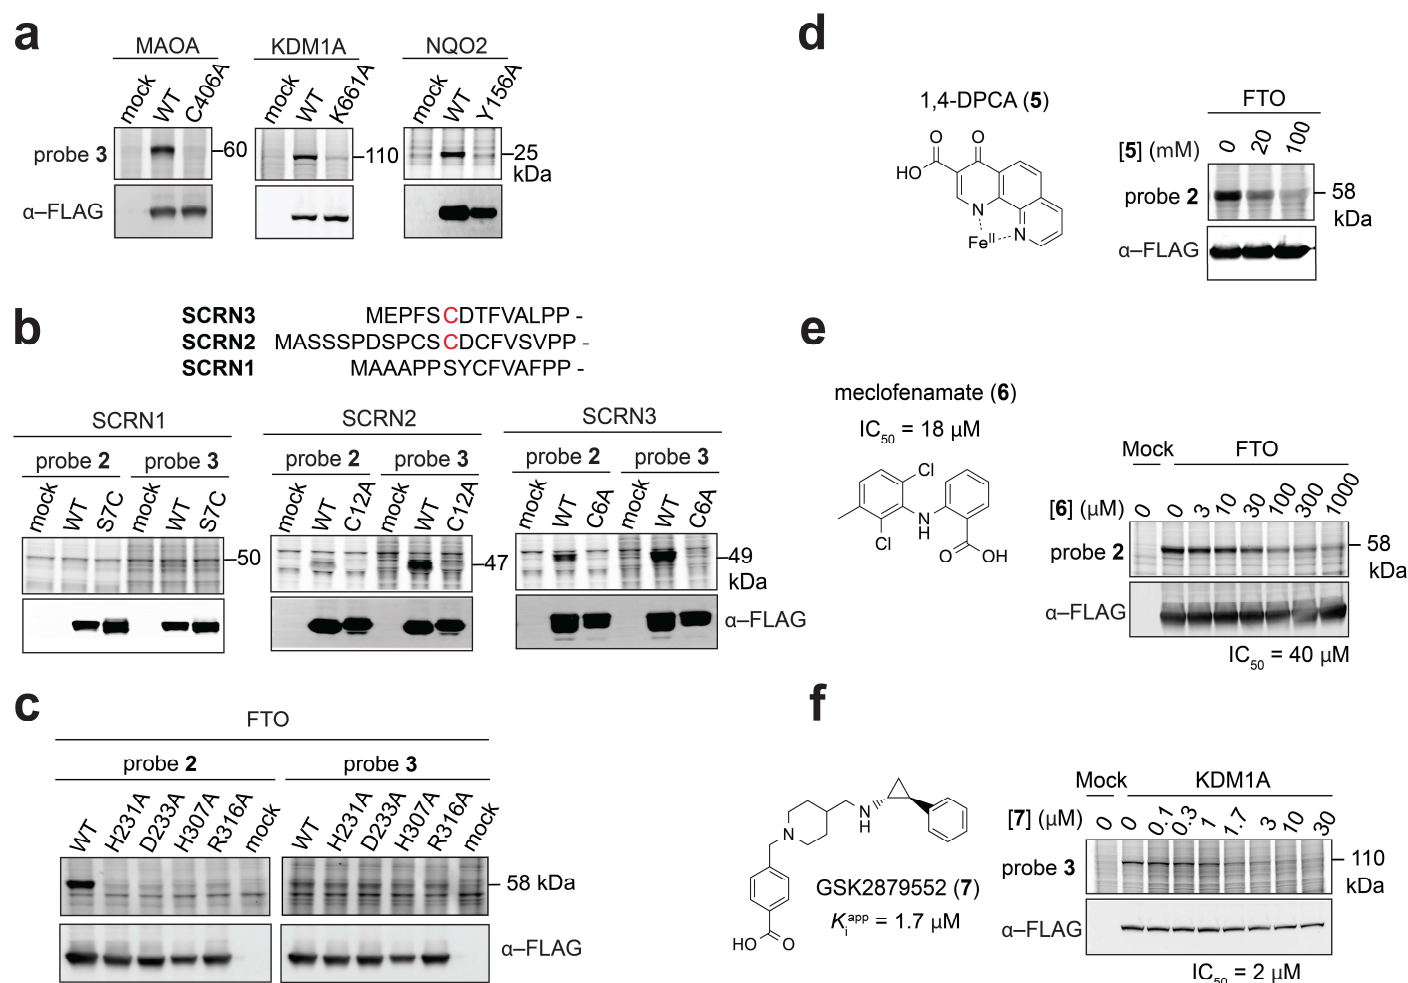 a
MAOA
KDM1A
NQO2
mock WT C406A
mock WT K661A
mock WT Y156A
probe 3
60
110
25
kDa
α–FLAG
b
SCRN3 MEPFSCDTFVALPP -
SCRN2 MASSSPDSPCSCDCFVSVPP -
SCRN1 MAAAPPSYCFVAFPP -
SCRN1
SCRN2
SCRN3
probe 2 probe 3
probe 2 probe 3
probe 2 probe 3
mock WT S7C mock WT S7C
mock WT C12A mock WT C12A
mock WT C6A mock WT C6A
50
47
49
kDa
α–FLAG
c
FTO
probe 2 probe 3
WT H231A D233A H307A R316A mock
WT H231A D233A H307A R316A mock
58 kDa
α–FLAG
d
1,4-DPCA (5)
O O
HO
N
Fe^II
N
FTO
[5] (mM) 0 20 100
probe 2
58
kDa
α–FLAG
e
meclofenamate (6)
IC50 = 18 μM
Cl
N
H
Cl
O
OH
Mock FTO
[6] (μM) 0 0 3 10 30 100 300 1000
probe 2
58
kDa
α–FLAG
IC50 = 40 μM
f
N
H
N
HO O
GSK2879552 (7)
Ki^app = 1.7 μM
Mock KDM1A
[7] (μM) 0 0 0.1 0.3 1 1.7 3 10 30
probe 3
110
kDa
α–FLAG
IC50 = 2 μM